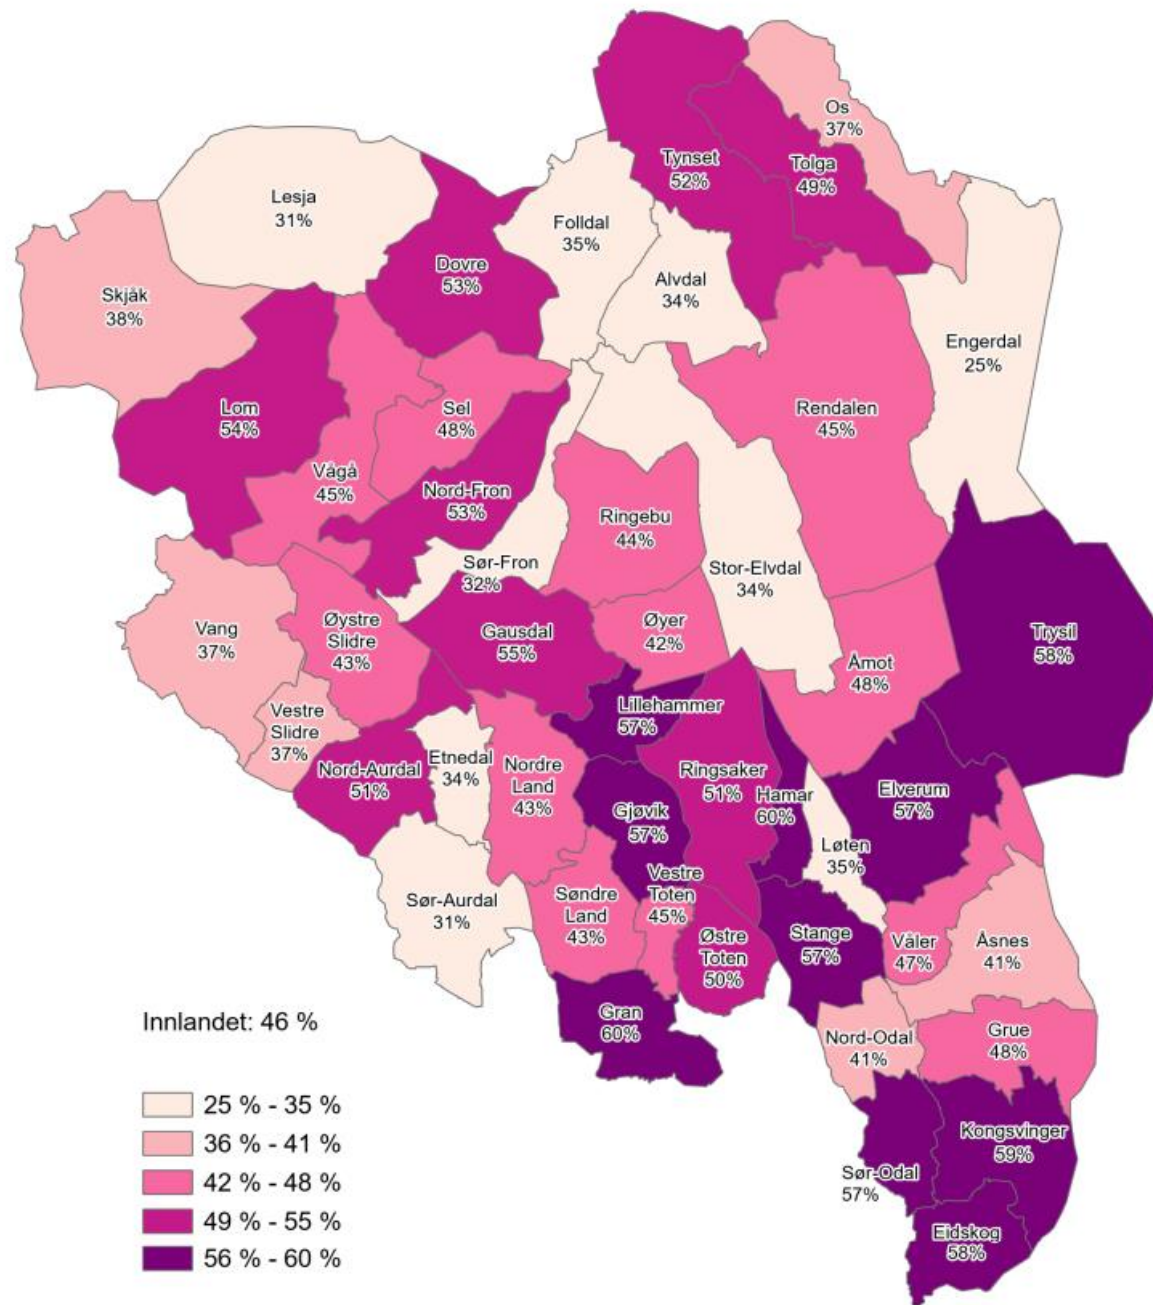 Os
37%
Tynset
52%
Tolga
49%
Lesja
31%
Folldal
35%
Dovre
53%
Alvdal
34%
Skjåk
38%
Engerdal
25%
Lom
54%
Sel
48%
Rendalen
45%
Vågå
45%
Nord-Fron
53%
Ringebu
44%
Sør-Fron
32%
Stor-Elvdal
34%
Vang
37%
Øystre
Slidre
43%
Gausdal
55%
Øyer
42%
Trysil
58%
Åmot
48%
Vestre
Slidre
37%
Lillehammer
57%
Nord-Aurdal
51%
Etnedal
34%
Nordre
Land
43%
Ringsaker
51%
Hamar
60%
Elverum
57%
Gjøvik
57%
Løten
35%
Vestre
Toten
45%
Sør-Aurdal
31%
Søndre
Land
43%
Østre
Toten
50%
Stange
57%
Våler
47%
Åsnes
41%
Gran
60%
Nord-Odal
41%
Grue
48%
Kongsvinger
59%
Sør-Odal
57%
Eidskog
58%
Innlandet: 46 %
25 % - 35 %
36 % - 41 %
42 % - 48 %
49 % - 55 %
56 % - 60 %